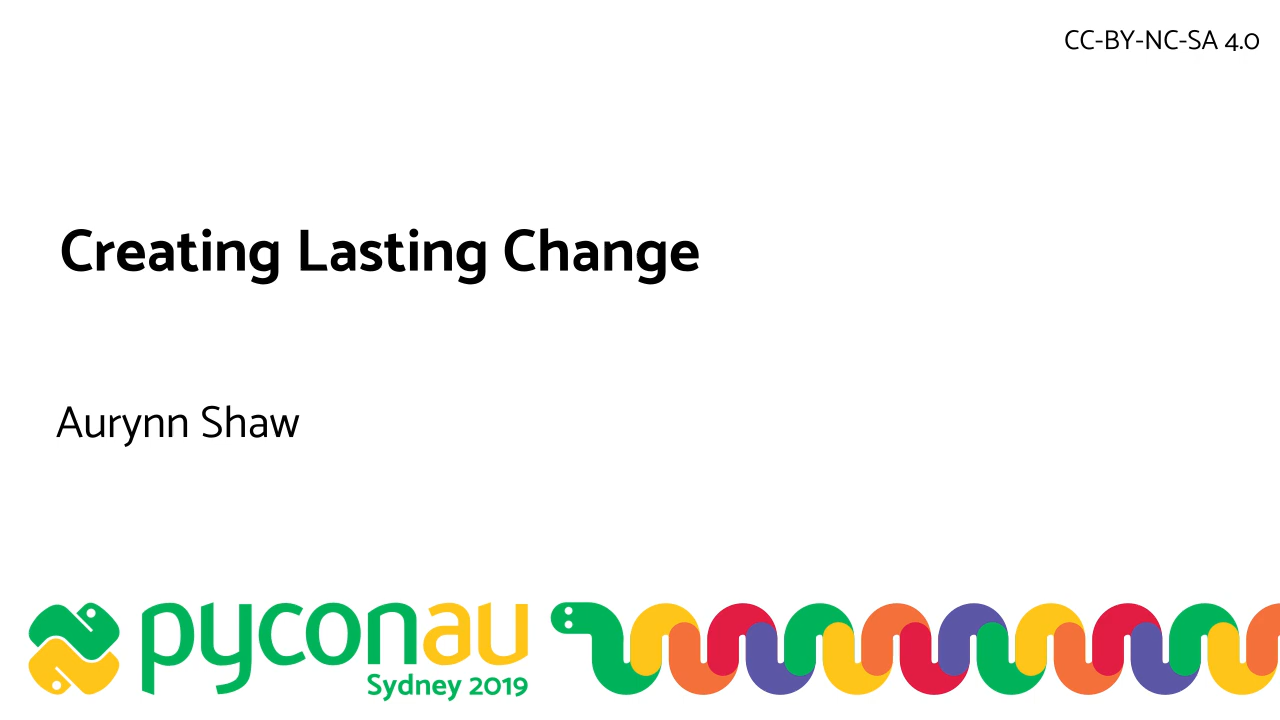 CC-BY-NC-SA 4.0
Creating Lasting Change
Aurynn Shaw
pyconau
Sydney 2019